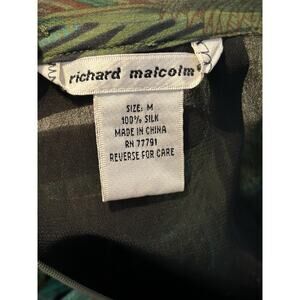 richard malcolm
SIZE: M
100% SILK
MADE IN CHINA
RN 77791
REVERSE FOR CARE